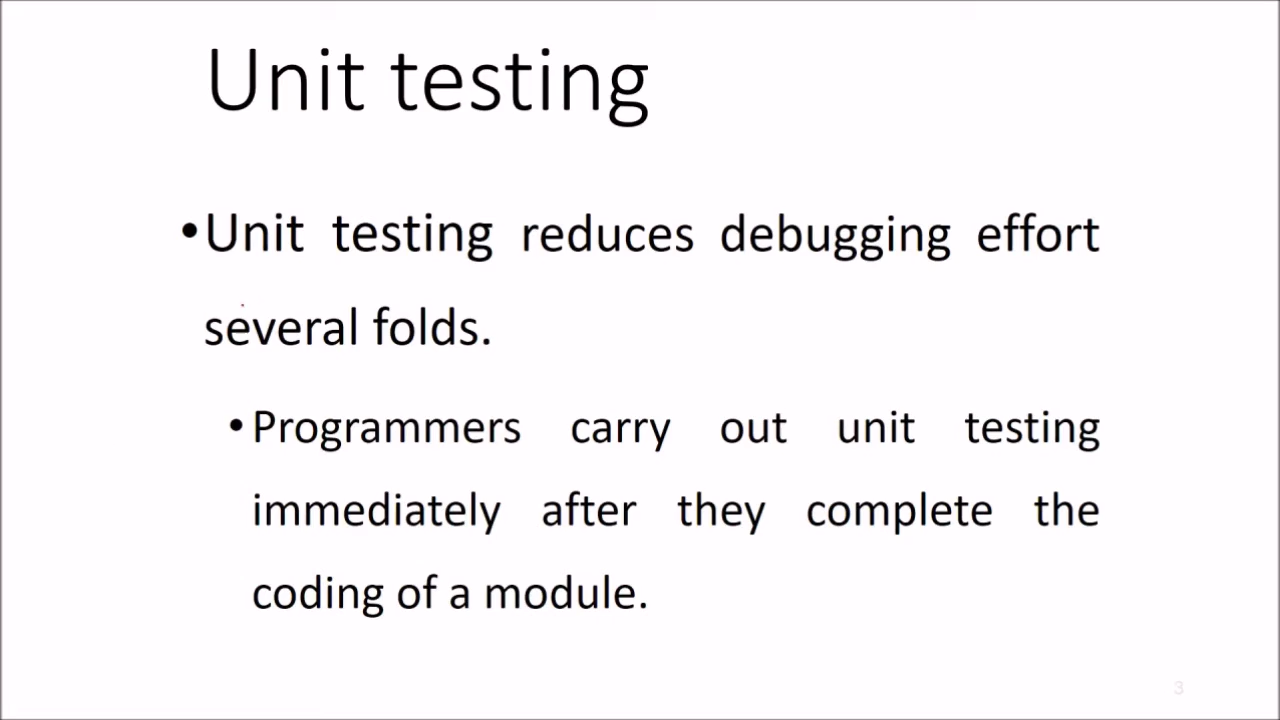 Unit testing
•Unit testing reduces debugging effort
several folds.
•Programmers carry out unit testing
immediately after they complete the
coding of a module.
3